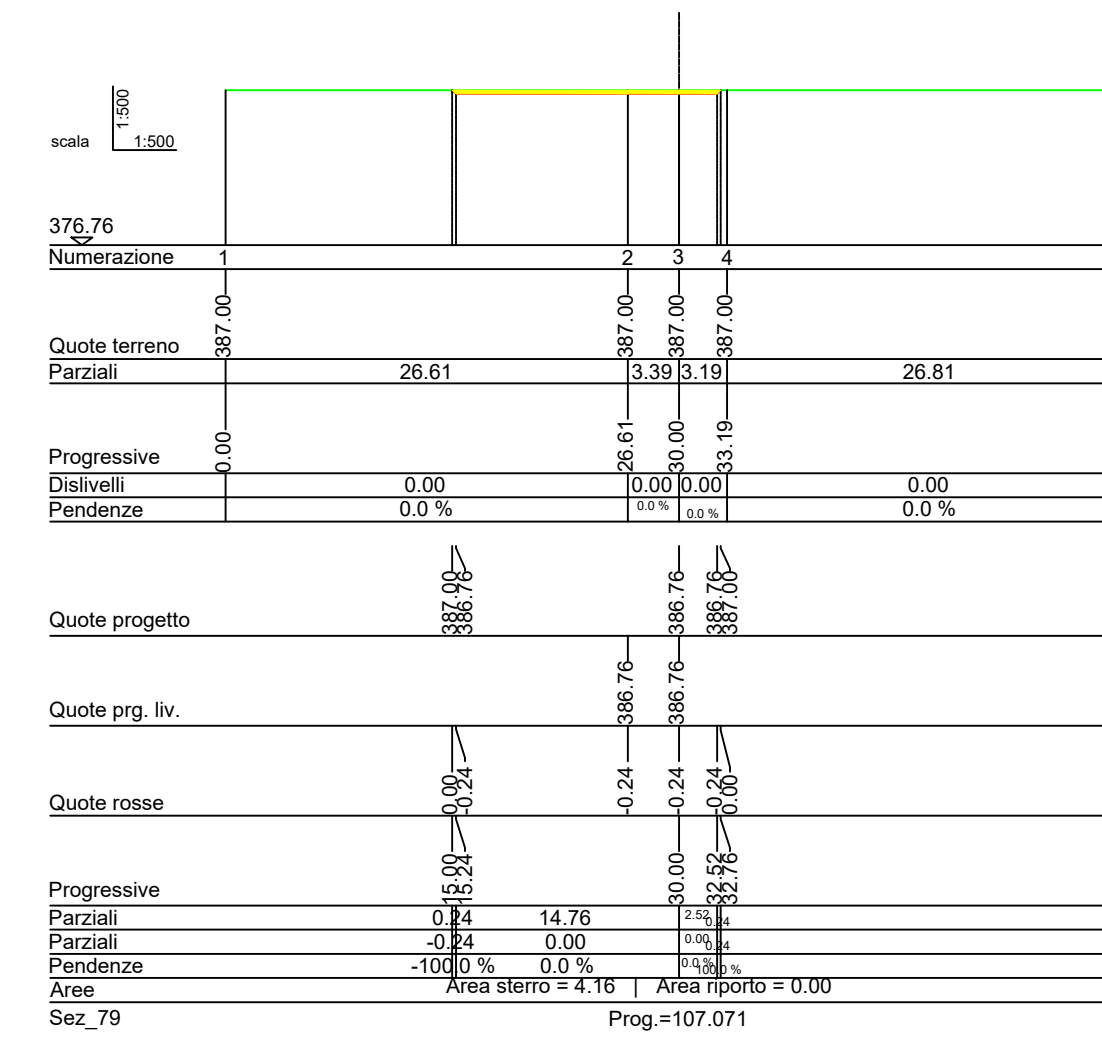 1:500
scala 1:500
376.76
Numerazione 1 2 3 4
Quote terreno 387.00 387.00 387.00 387.00
Parziali 26.61 3.39 3.19 26.81
Progressive 0.00 26.61 30.00 33.19
Dislivelli 0.00 0.00 0.00 0.00
Pendenze 0.0 % 0.0 % 0.0 % 0.0 %
Quote progetto 387.00 386.76 386.76 386.76 387.00
Quote prg. liv. 386.76 386.76
Quote rosse 0.00 -0.24 -0.24 -0.24 -0.24 0.00
Progressive 15.00 15.24 30.00 32.52 32.76
Parziali 0.24 14.76 2.52 0.24
Parziali -0.24 0.00 0.00 0.24
Pendenze -100.0 % 0.0 % 0.0 % 100.0 %
Aree Area sterro = 4.16 | Area riporto = 0.00
Sez_79 Prog.=107.071